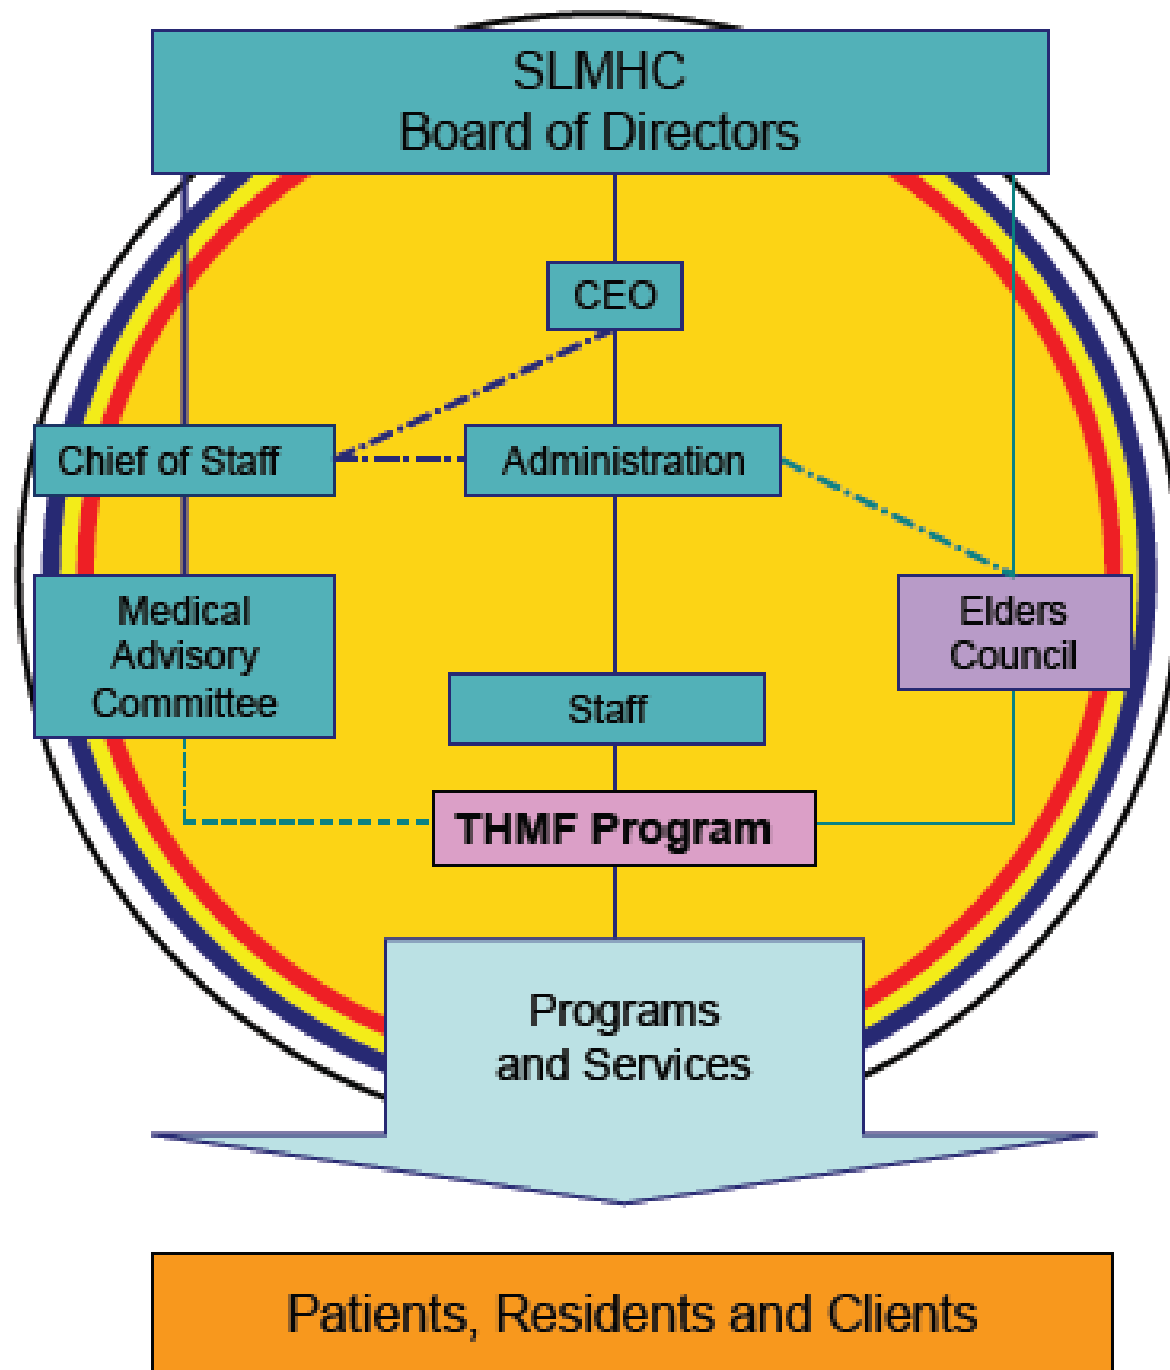 SLMHC
Board of Directors
CEO
Chief of Staff
Administration
Medical
Advisory
Committee
Elders
Council
Staff
THMF Program
Programs
and Services
Patients, Residents and Clients